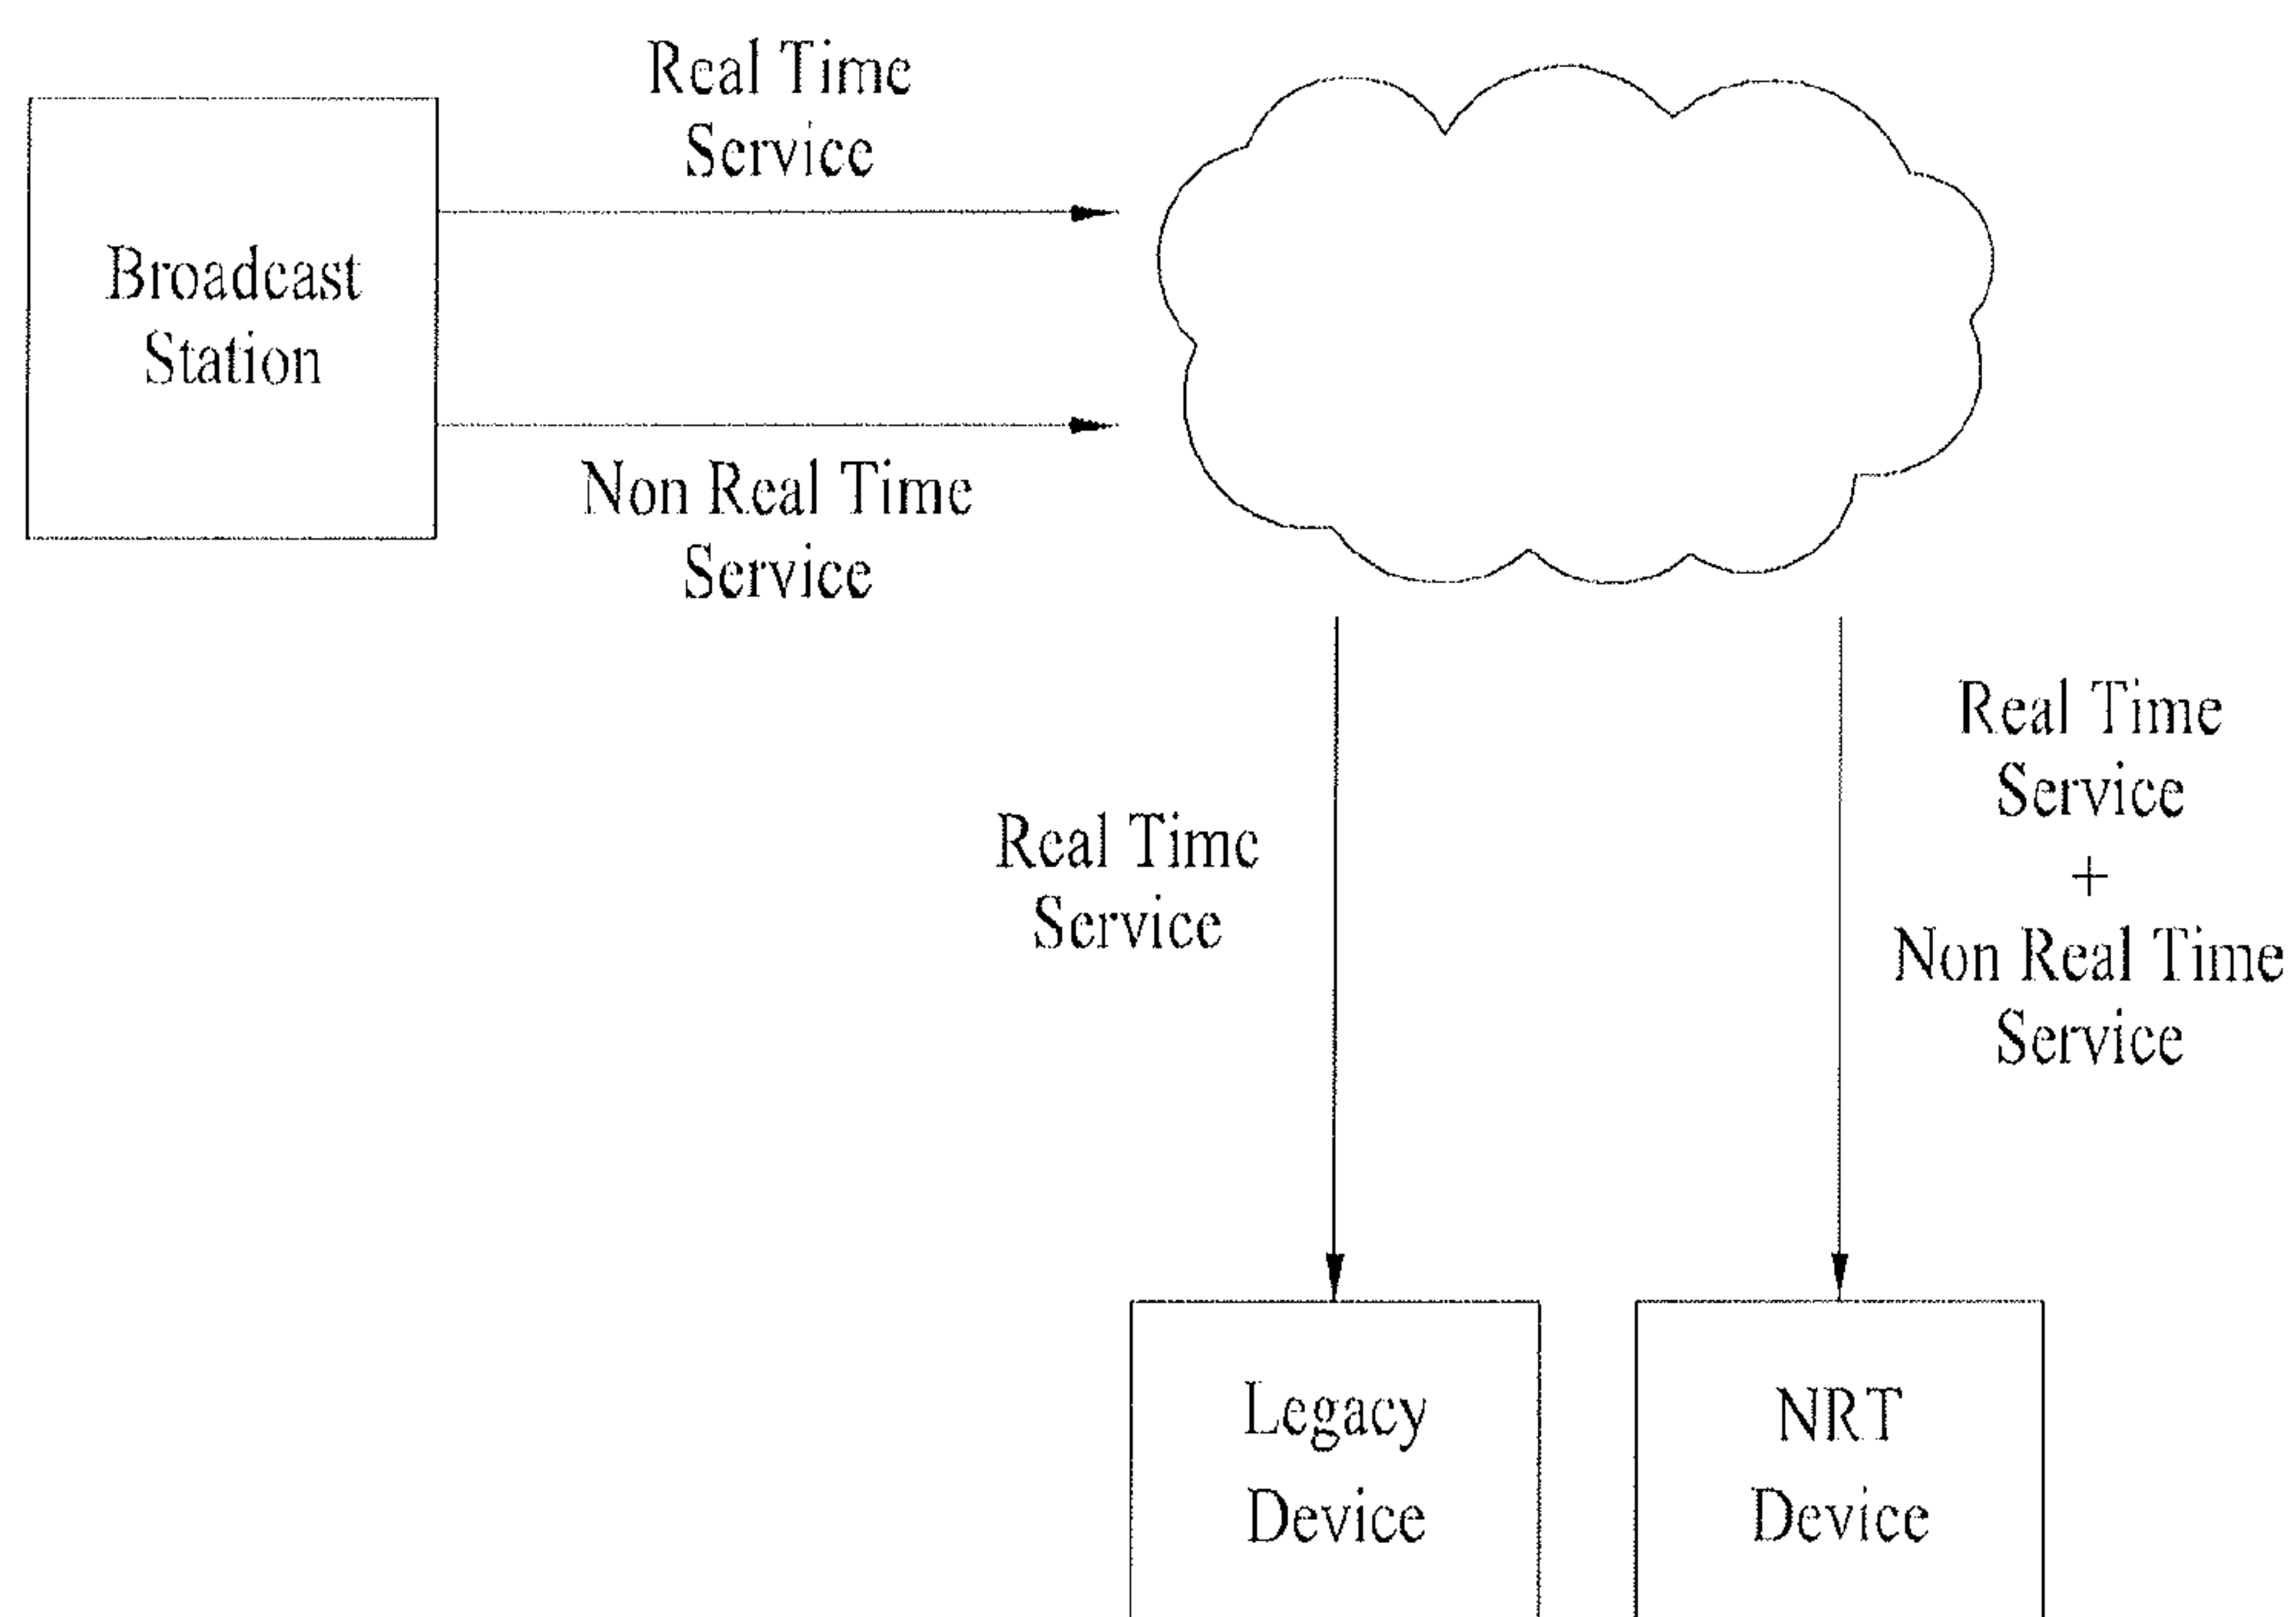 Real Time
Service
Broadcast
Station
Non Real Time
Service
Real Time
Service
Real Time
Service
+
Non Real Time
Service
Legacy
Device
NRT
Device